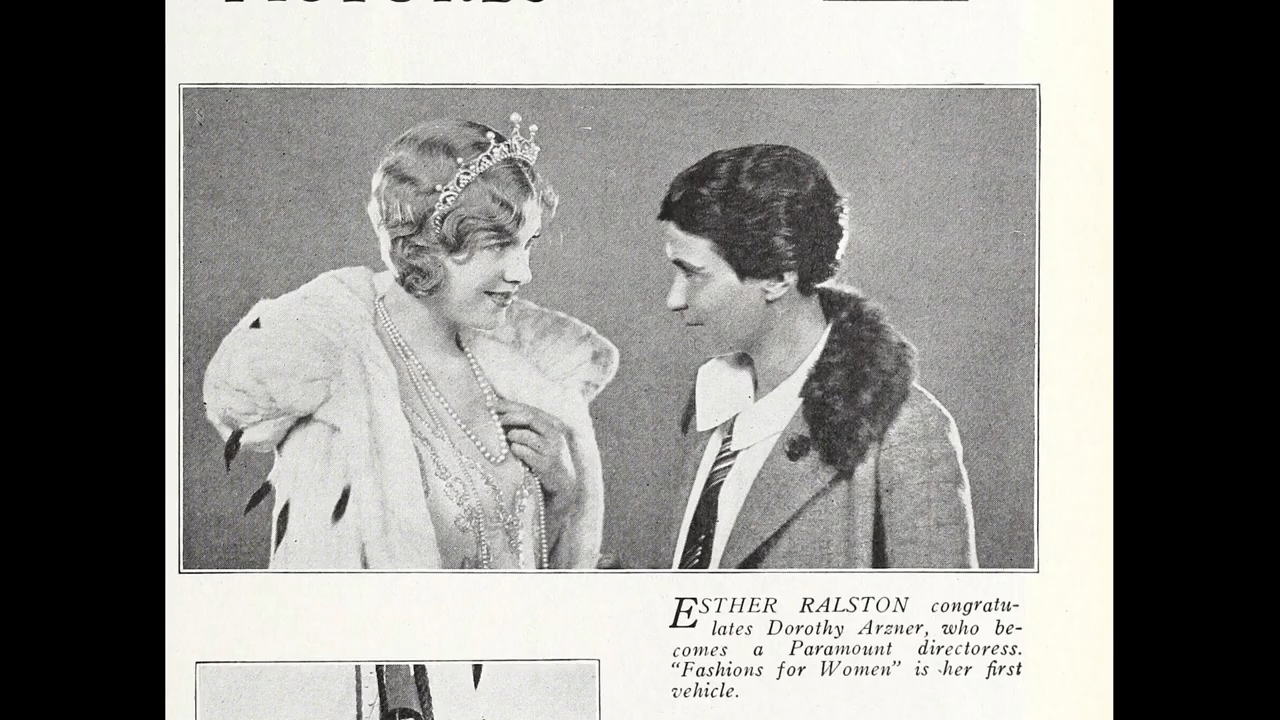 ESTHER RALSTON congratu-
lates Dorothy Arzner, who be-
comes a Paramount directoress.
"Fashions for Women" is her first
vehicle.